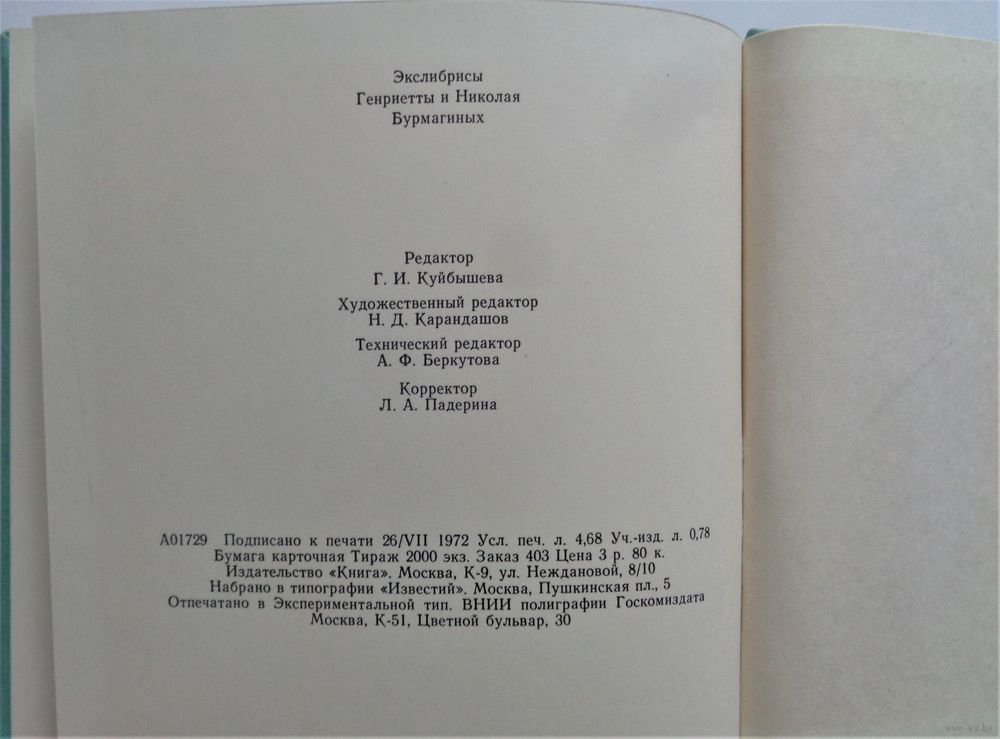 Экслибрисы
Генриетты и Николая
Бурмагиных
Редактор
Г. И. Куйбышева
Художественный редактор
Н. Д. Карандашов
Технический редактор
А. Ф. Беркутова
Корректор
Л. А. Падерина
А01729 Подписано к печати 26/VII 1972 Усл. печ. л. 4,68 Уч.-изд. л. 0,78
Бумага карточная Тираж 2000 экз. Заказ 403 Цена 3 р. 80 к.
Издательство «Книга». Москва, К-9, ул. Неждановой, 8/10
Набрано в типографии «Известий». Москва, Пушкинская пл., 5
Отпечатано в Экспериментальной тип. ВНИИ полиграфии Госкомиздата
Москва, К-51, Цветной бульвар, 30
www.ay.by